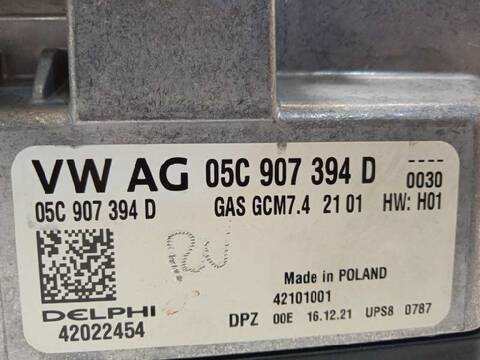 VW AG 05C 907 394 D
----
0030
05C 907 394 D GAS GCM7.4 21 01 HW: H01
Made in POLAND
42101001
DELPHI
42022454
DPZ 00E 16.12.21 UPS8 0787